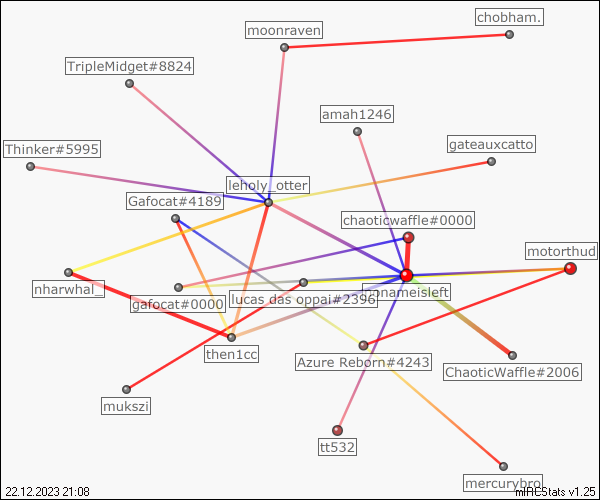 chobham.
moonraven
TripleMidget#8824
amah1246
Thinker#5995
gateauxcatto
leholy_otter
Gafocat#4189
chaoticwaffle#0000
motorthud
nharwhal_
gafocat#0000
lucas das oppai#2396
onameisleft
then1cc
Azure Reborn#4243
ChaoticWaffle#2006
mukszi
tt532
mercurybro
22.12.2023 21:08
mIRCStats v1.25